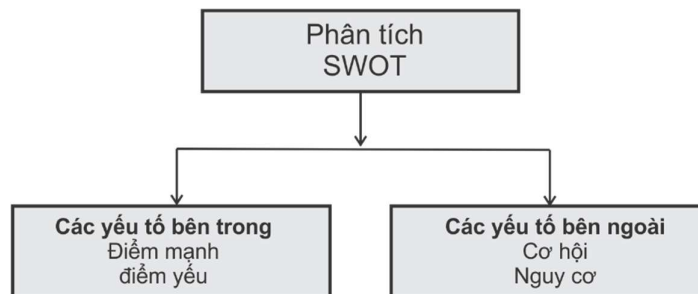 Phân tích
SWOT
Các yếu tố bên trong
Điểm mạnh
điểm yếu
Các yếu tố bên ngoài
Cơ hội
Nguy cơ